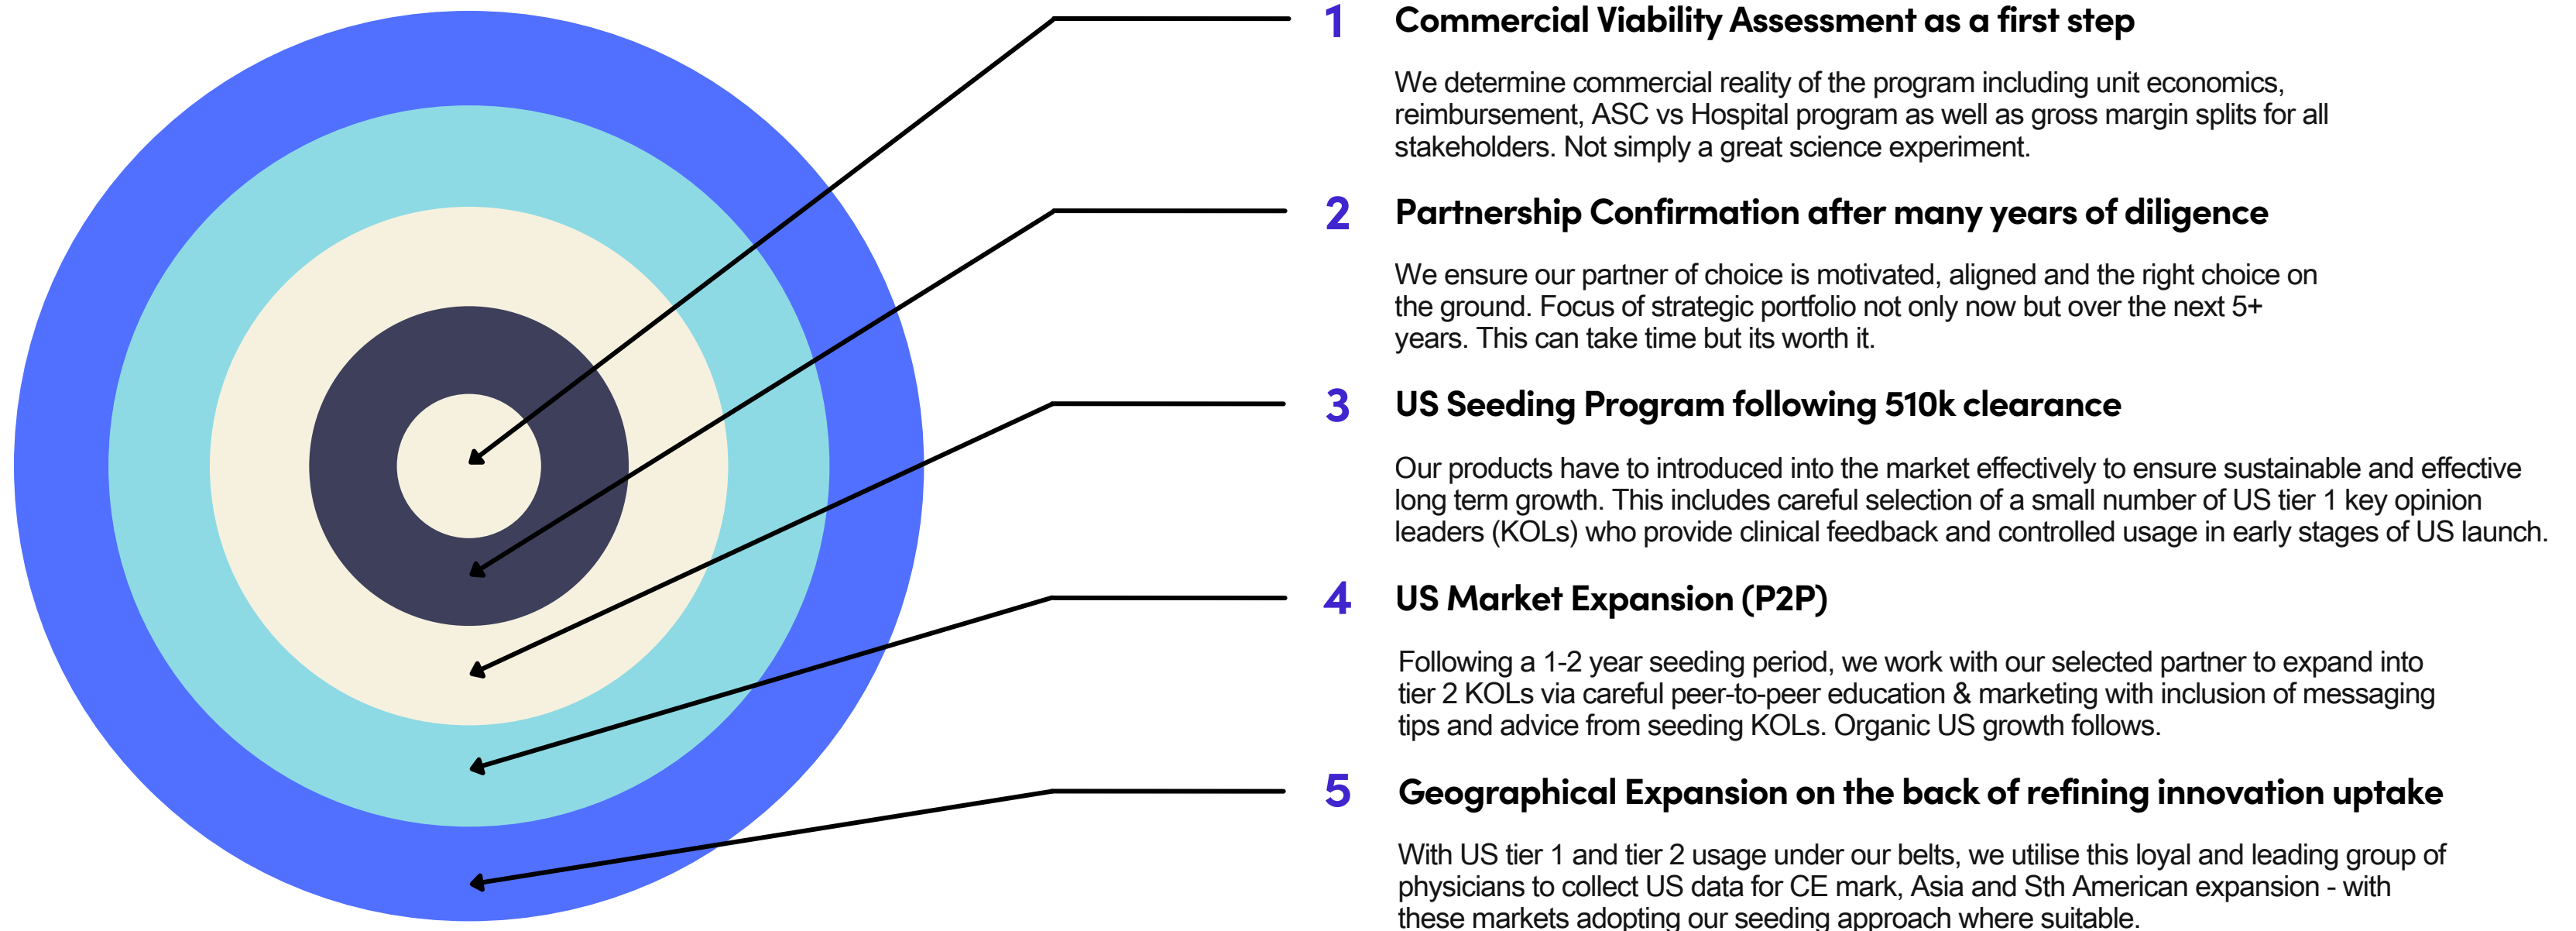 1 Commercial Viability Assessment as a first step
We determine commercial reality of the program including unit economics,
reimbursement, ASC vs Hospital program as well as gross margin splits for all
stakeholders. Not simply a great science experiment.
2 Partnership Confirmation after many years of diligence
We ensure our partner of choice is motivated, aligned and the right choice on
the ground. Focus of strategic portfolio not only now but over the next 5+
years. This can take time but its worth it.
3 US Seeding Program following 510k clearance
Our products have to introduced into the market effectively to ensure sustainable and effective
long term growth. This includes careful selection of a small number of US tier 1 key opinion
leaders (KOLs) who provide clinical feedback and controlled usage in early stages of US launch.
4 US Market Expansion (P2P)
Following a 1-2 year seeding period, we work with our selected partner to expand into
tier 2 KOLs via careful peer-to-peer education & marketing with inclusion of messaging
tips and advice from seeding KOLs. Organic US growth follows.
5 Geographical Expansion on the back of refining innovation uptake
With US tier 1 and tier 2 usage under our belts, we utilise this loyal and leading group of
physicians to collect US data for CE mark, Asia and Sth American expansion - with
these markets adopting our seeding approach where suitable.